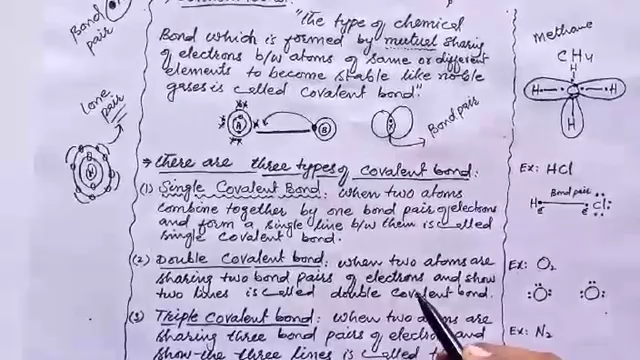 Bond
pair
"The type of chemical
Bond which is formed by mutual sharing
of electrons b/w atoms of same or different
elements to become stable like noble
gases is called covalent bond".
Methane
CH4
H
H
H
H
lone
pair
A
B
Bond pair
There are three types of covalent bond:
Ex: HCl
(1) Single Covalent Bond: when two atoms
combine together by one bond pair of electrons
and form a single line b/w them is called
single covalent bond.
Bond pair
H
Cl
e
e
(2) Double Covalent bond: when two atoms are
sharing two bond pairs of electrons and show
two lines is called double covalent bond.
Ex: O2
O
O
(3) Triple Covalent bond: when two atoms are
sharing three bond pairs of electron and
show the three lines is called
Ex: N2